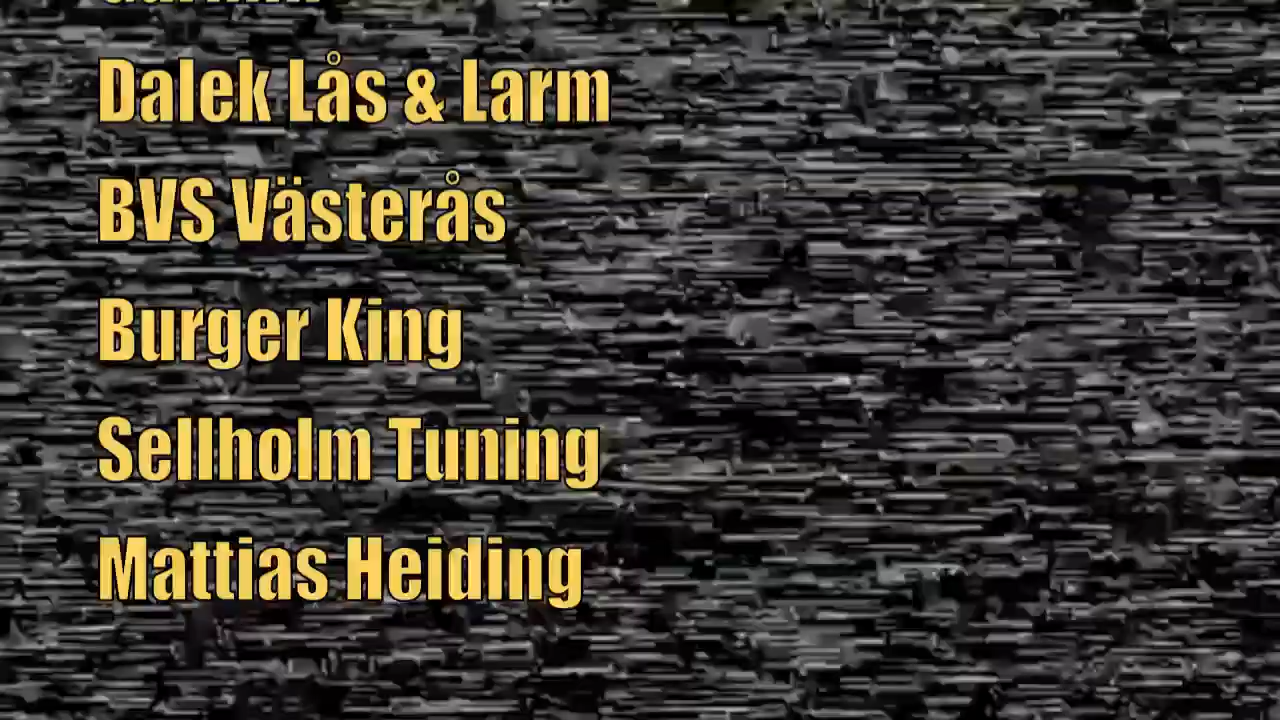 Dalek Lås & Larm
BVS Västerås
Burger King
Sellholm Tuning
Mattias Heiding